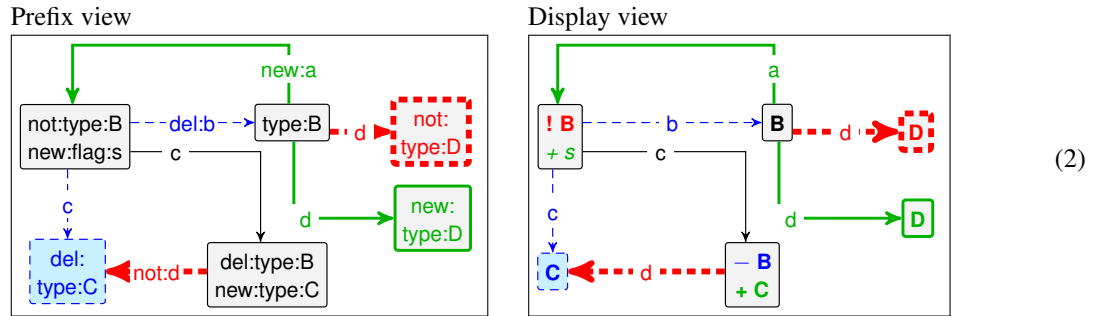 Prefix view
new:a
not:type:B
new:flag:s
del:b
type:B
d
not:
type:D
c
c
d
new:
type:D
del:
type:C
not:d
del:type:B
new:type:C
Display view
a
! B
+ s
b
B
d
D
c
c
d
D
C
d
− B
+ C
(2)